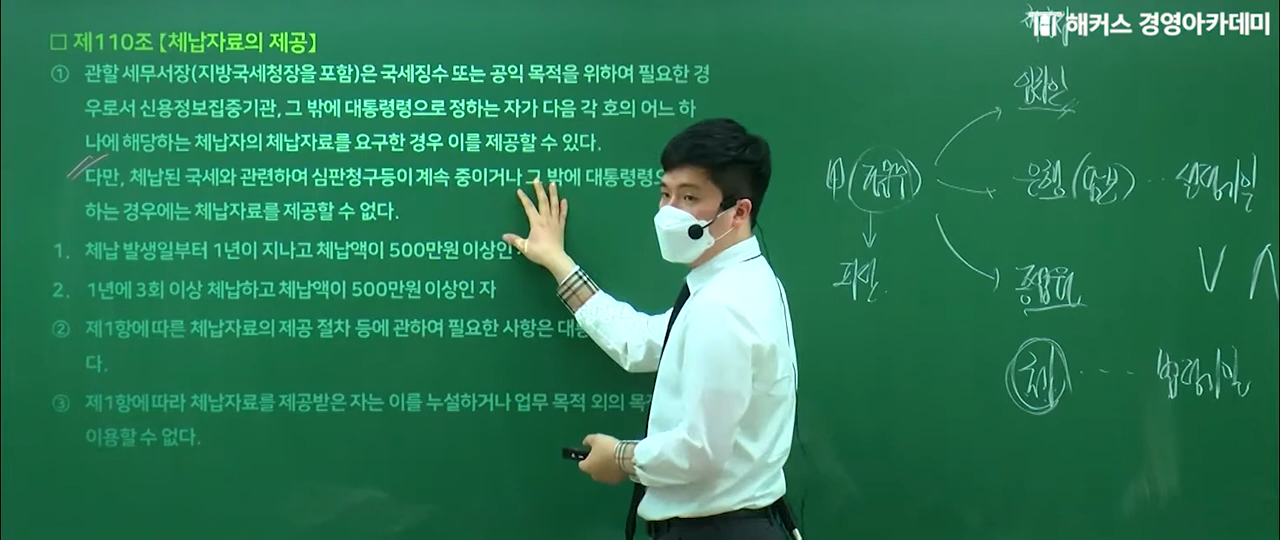 해커스 경영아카데미
□ 제110조 【체납자료의 제공】
① 관할 세무서장(지방국세청장을 포함)은 국세징수 또는 공익 목적을 위하여 필요한 경
우로서 신용정보집중기관, 그 밖에 대통령령으로 정하는 자가 다음 각 호의 어느 하
나에 해당하는 체납자의 체납자료를 요구한 경우 이를 제공할 수 있다.
다만, 체납된 국세와 관련하여 심판청구등이 계속 중이거나 그 밖에 대통령령으
하는 경우에는 체납자료를 제공할 수 없다.
1. 체납 발생일부터 1년이 지나고 체납액이 500만원 이상인
2. 1년에 3회 이상 체납하고 체납액이 500만원 이상인 자
② 제1항에 따른 체납자료의 제공 절차 등에 관하여 필요한 사항은
다.
③ 제1항에 따라 체납자료를 제공받은 자는 이를 누설하거나 업무 목적 외의
이용할 수 없다.
은행
법정기일